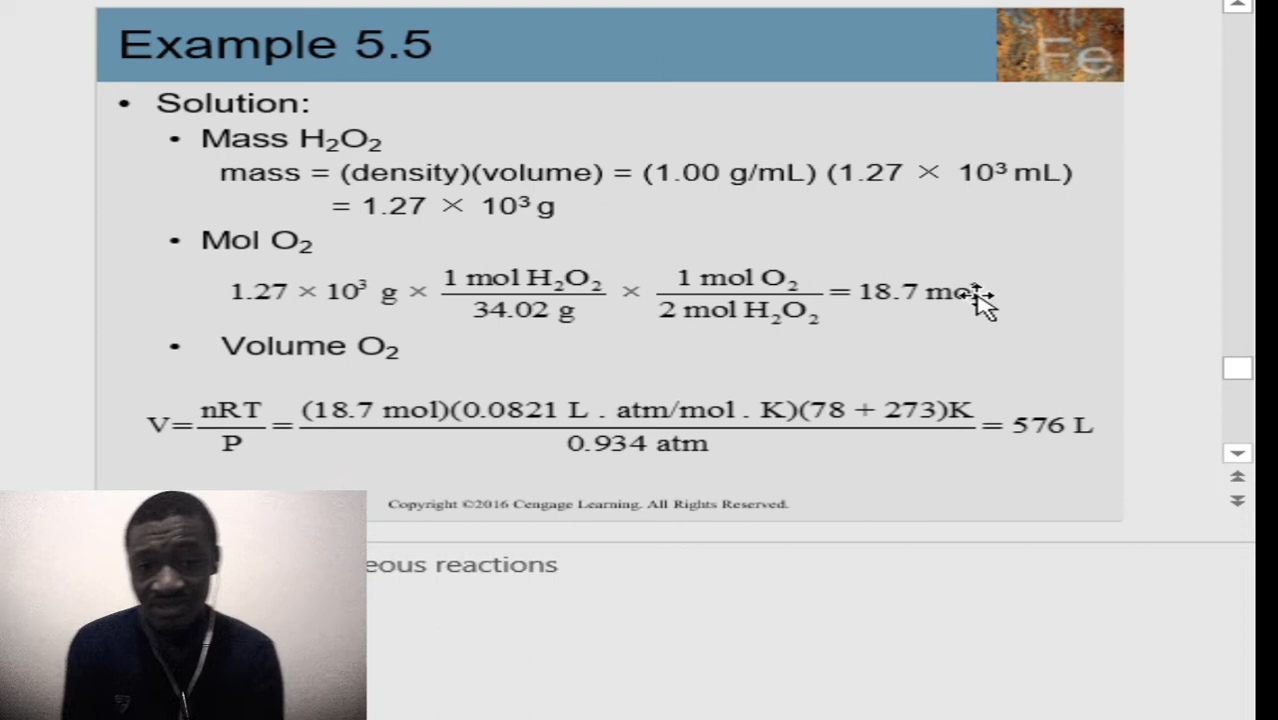 Example 5.5
Fe
• Solution:
• Mass H₂O₂
mass = (density)(volume) = (1.00 g/mL) (1.27 × 10³ mL)
= 1.27 × 10³ g
• Mol O₂
1.27 × 10³ g × 1 mol H₂O₂ / 34.02 g × 1 mol O₂ / 2 mol H₂O₂ = 18.7 mol
• Volume O₂
V= nRT / P = (18.7 mol)(0.0821 L . atm/mol . K)(78 + 273)K / 0.934 atm = 576 L
Copyright ©2016 Cengage Learning. All Rights Reserved.
eous reactions